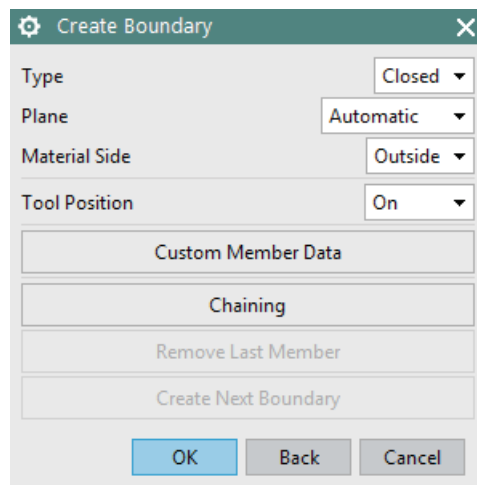 Create Boundary
Type Closed
Plane Automatic
Material Side Outside
Tool Position On
Custom Member Data
Chaining
Remove Last Member
Create Next Boundary
OK Back Cancel